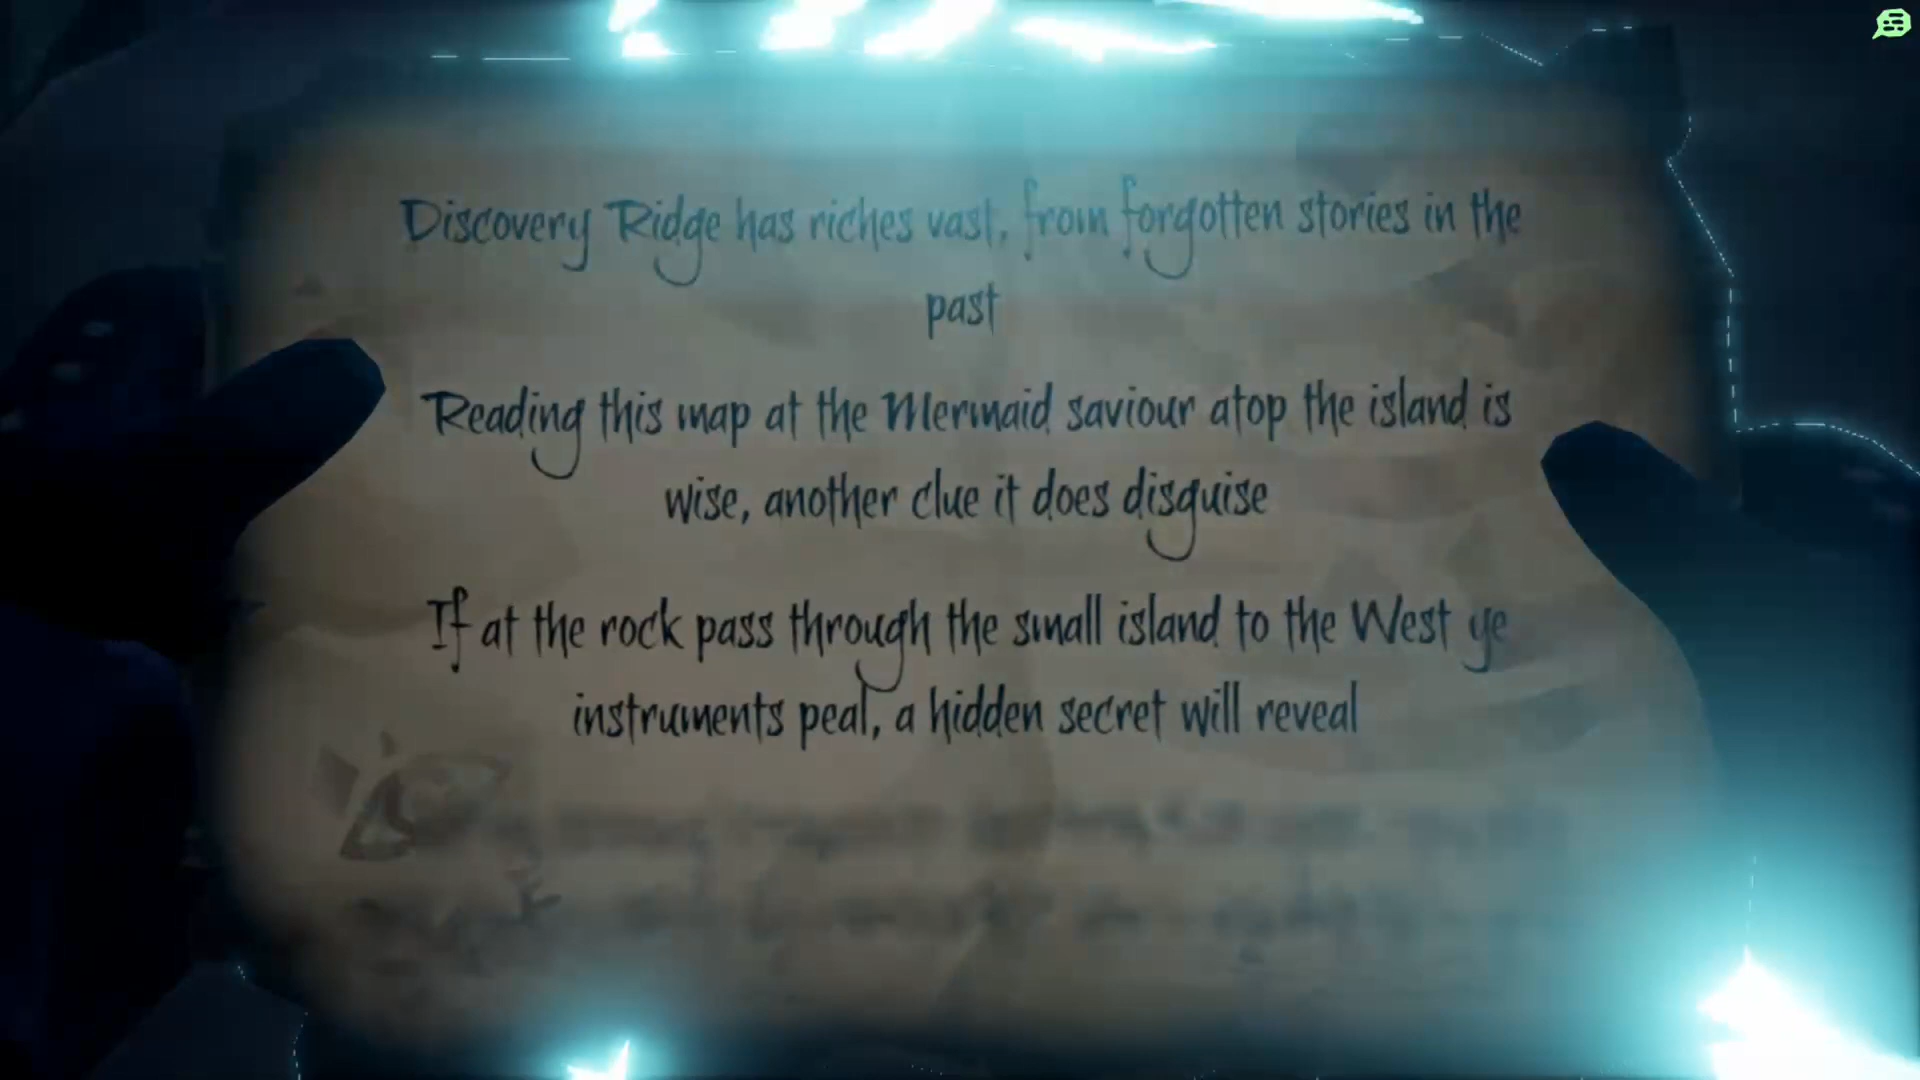 Discovery Ridge has riches vast, from forgotten stories in the
past
Reading this map at the Mermaid saviour atop the island is
wise, another clue it does disguise
If at the rock pass through the small island to the West ye
instruments peal, a hidden secret will reveal